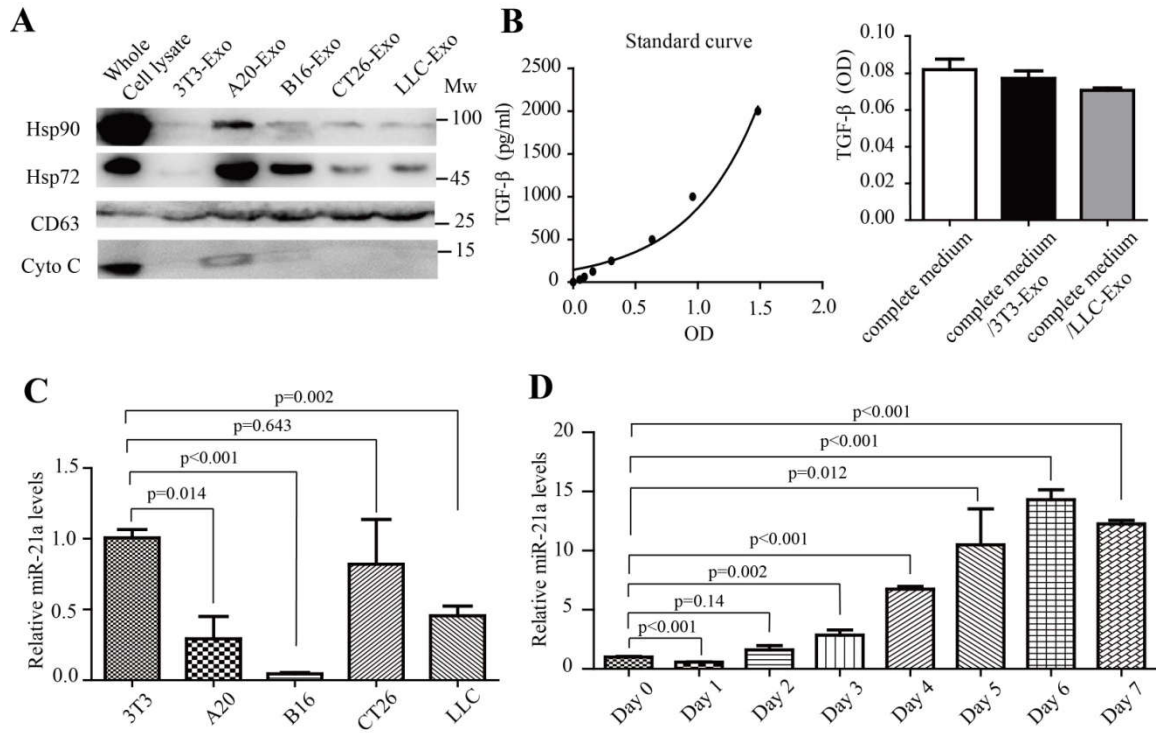 A
Whole
Cell lysate
3T3-Exo
A20-Exo
B16-Exo
CT26-Exo
LLC-Exo
Mw
Hsp90
100
Hsp72
45
CD63
25
Cyto C
15
B
Standard curve
TGF-β (pg/ml)
2000
1500
1000
500
0
0.0 0.5 1.0 1.5 2.0
OD
TGF-β (OD)
0.10
0.08
0.06
0.04
0.02
0.00
complete medium
complete medium
/3T3-Exo
complete medium
/LLC-Exo
C
p=0.002
p=0.643
p<0.001
p=0.014
Relative miR-21a levels
1.5
1.0
0.5
0.0
3T3
A20
B16
CT26
LLC
D
p<0.001
p<0.001
p=0.012
p<0.001
p=0.002
p=0.14
p<0.001
Relative miR-21a levels
20
15
10
5
0
Day 0
Day 1
Day 2
Day 3
Day 4
Day 5
Day 6
Day 7